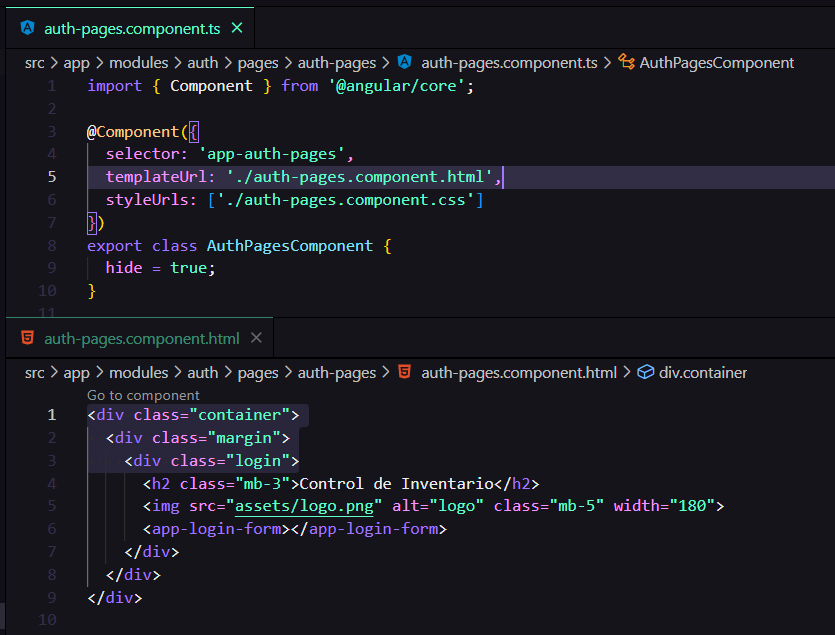 auth-pages.component.ts
src > app > modules > auth > pages > auth-pages > auth-pages.component.ts > AuthPagesComponent
1 import { Component } from '@angular/core';
2
3 @Component({
4   selector: 'app-auth-pages',
5   templateUrl: './auth-pages.component.html',
6   styleUrls: ['./auth-pages.component.css']
7 })
8 export class AuthPagesComponent {
9   hide = true;
10 }
11
auth-pages.component.html
src > app > modules > auth > pages > auth-pages > auth-pages.component.html > div.container
Go to component
1 <div class="container">
2   <div class="margin">
3     <div class="login">
4       <h2 class="mb-3">Control de Inventario</h2>
5       <img src="assets/logo.png" alt="logo" class="mb-5" width="180">
6       <app-login-form></app-login-form>
7     </div>
8   </div>
9 </div>
10